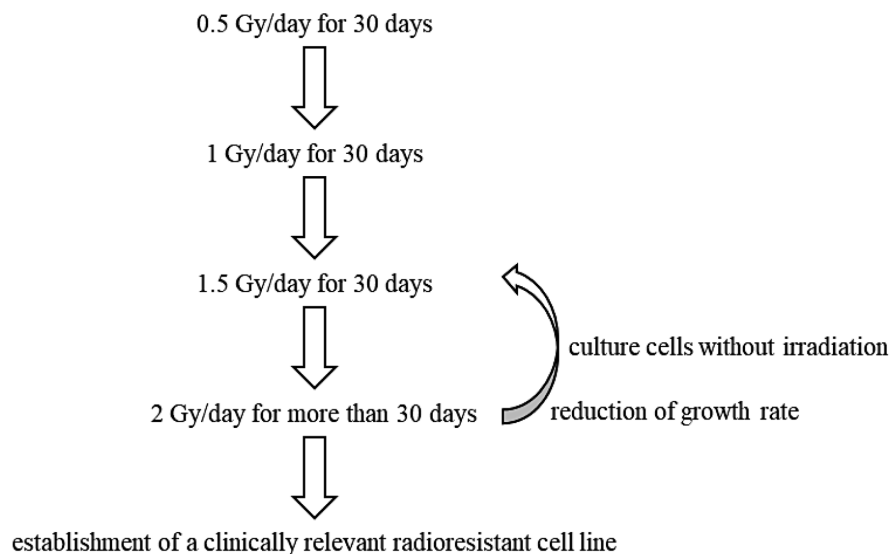 0.5 Gy/day for 30 days
1 Gy/day for 30 days
1.5 Gy/day for 30 days
culture cells without irradiation
2 Gy/day for more than 30 days
reduction of growth rate
establishment of a clinically relevant radioresistant cell line